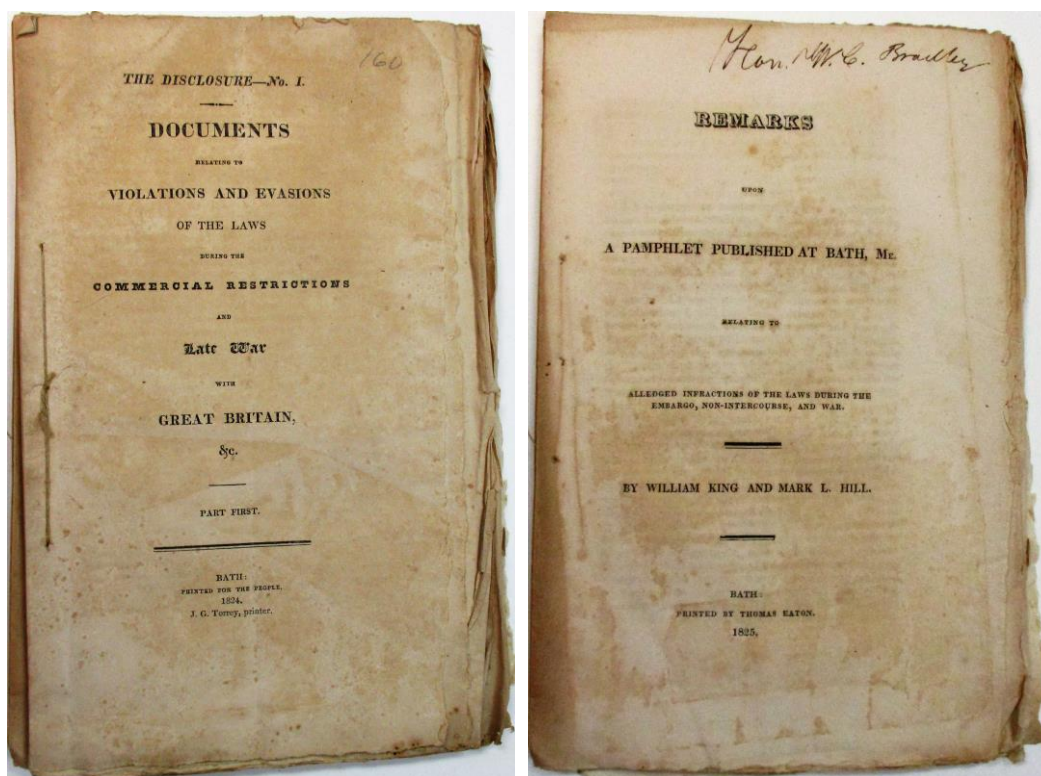 160
THE DISCLOSURE—No. I.
DOCUMENTS
RELATING TO
VIOLATIONS AND EVASIONS
OF THE LAWS
DURING THE
COMMERCIAL RESTRICTIONS
AND
Late War
WITH
GREAT BRITAIN,
&c.
PART FIRST.
BATH:
PRINTED FOR THE PEOPLE.
1824.
J. G. Torrey, printer.
Hon. W. C. Bradley
REMARKS
UPON
A PAMPHLET PUBLISHED AT BATH, Me.
RELATING TO
ALLEDGED INFRACTIONS OF THE LAWS DURING THE
EMBARGO, NON-INTERCOURSE, AND WAR.
BY WILLIAM KING AND MARK L. HILL.
BATH:
PRINTED BY THOMAS EATON.
1825.